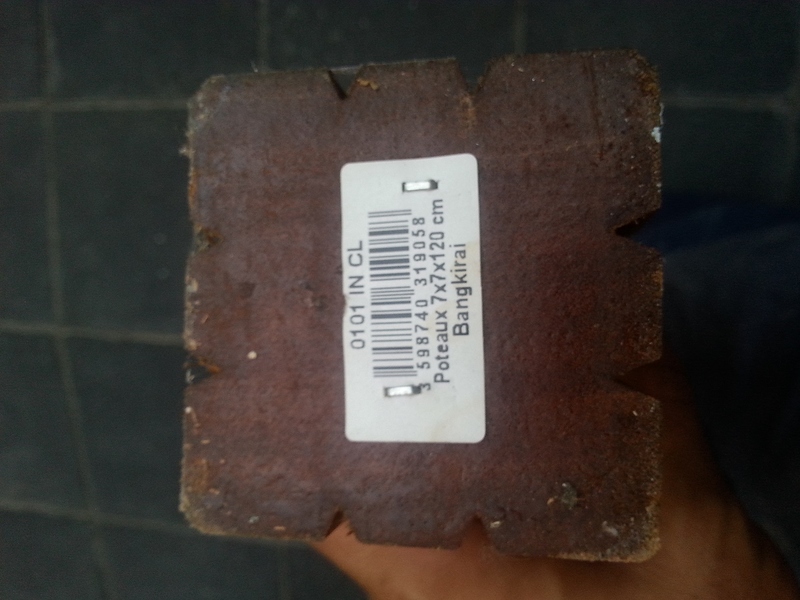 0101 IN CL
3 598740 319058
Poteaux 7x7x120 cm
Bangkirai